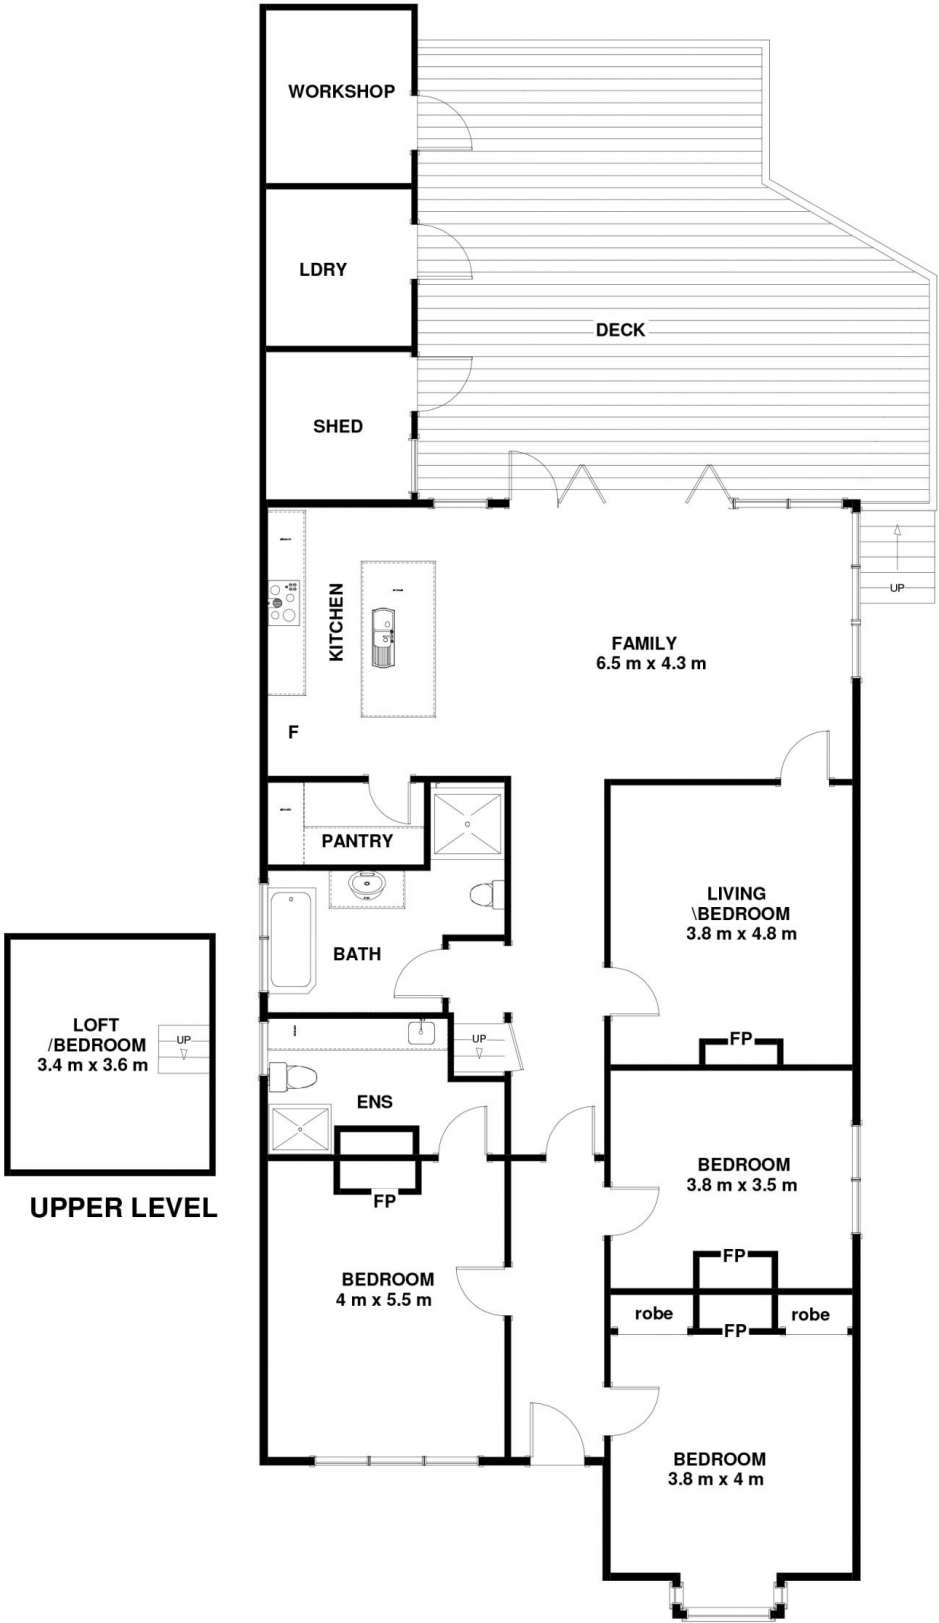 WORKSHOP
LDRY
DECK
SHED
KITCHEN
FAMILY
6.5 m x 4.3 m
UP
F
PANTRY
LIVING
\BEDROOM
3.8 m x 4.8 m
BATH
LOFT
/BEDROOM
3.4 m x 3.6 m
UP
UP
FP
ENS
UPPER LEVEL
FP
BEDROOM
3.8 m x 3.5 m
FP
BEDROOM
4 m x 5.5 m
robe
FP
robe
BEDROOM
3.8 m x 4 m